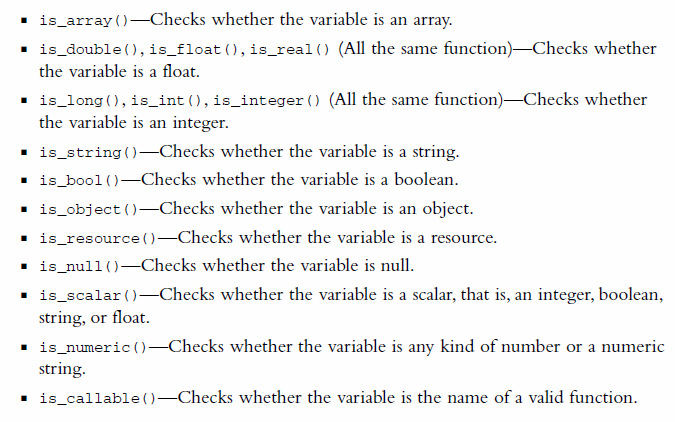 ▪ is_array()—Checks whether the variable is an array.
▪ is_double(), is_float(), is_real() (All the same function)—Checks whether
the variable is a float.
▪ is_long(), is_int(), is_integer() (All the same function)—Checks whether
the variable is an integer.
▪ is_string()—Checks whether the variable is a string.
▪ is_bool()—Checks whether the variable is a boolean.
▪ is_object()—Checks whether the variable is an object.
▪ is_resource()—Checks whether the variable is a resource.
▪ is_null()—Checks whether the variable is null.
▪ is_scalar()—Checks whether the variable is a scalar, that is, an integer, boolean,
string, or float.
▪ is_numeric()—Checks whether the variable is any kind of number or a numeric
string.
▪ is_callable()—Checks whether the variable is the name of a valid function.